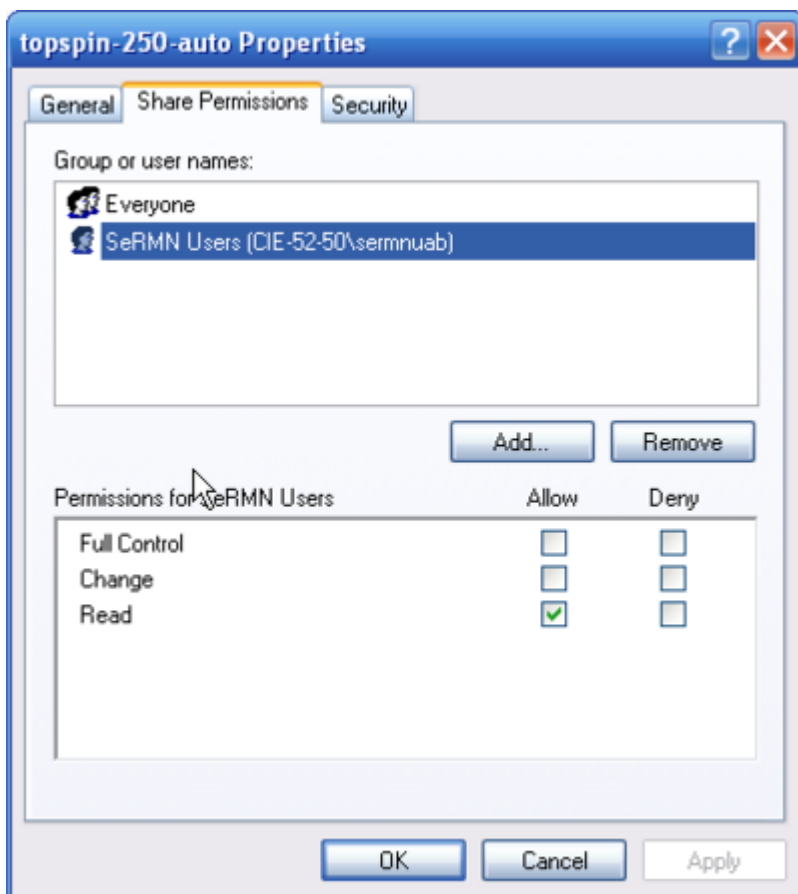 topspin-250-auto Properties
General Share Permissions Security
Group or user names:
Everyone
SeRMN Users (CIE-52-50\sermnuab)
Add... Remove
Permissions for SeRMN Users Allow Deny
Full Control
Change
Read
OK Cancel Apply